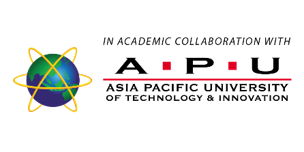 IN ACADEMIC COLLABORATION WITH
A·P·U
ASIA PACIFIC UNIVERSITY
OF TECHNOLOGY & INNOVATION